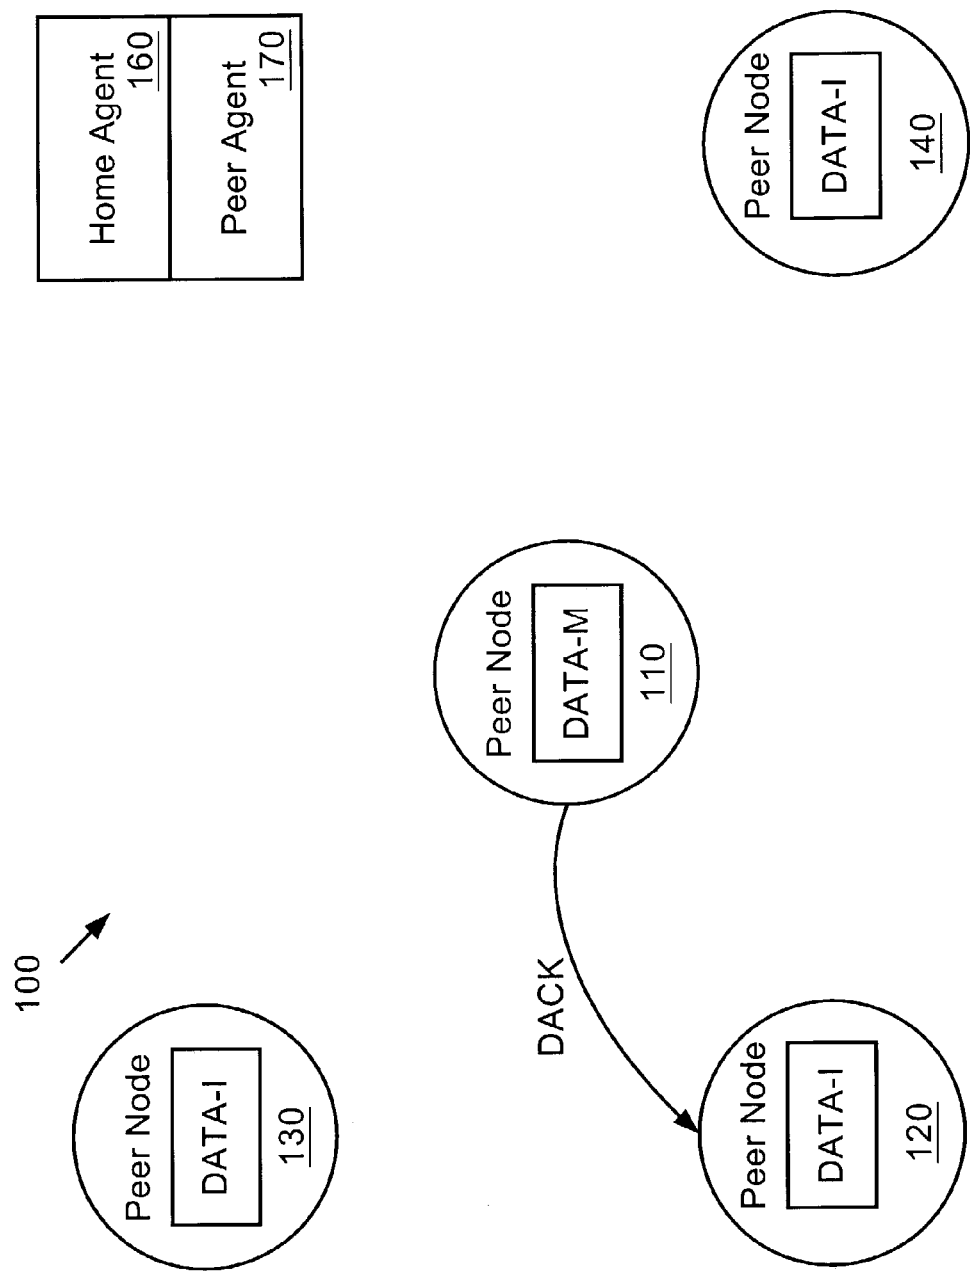 100
Peer Node
DATA-I
130
Home Agent
160
Peer Agent
170
Peer Node
DATA-M
110
DACK
Peer Node
DATA-I
120
Peer Node
DATA-I
140